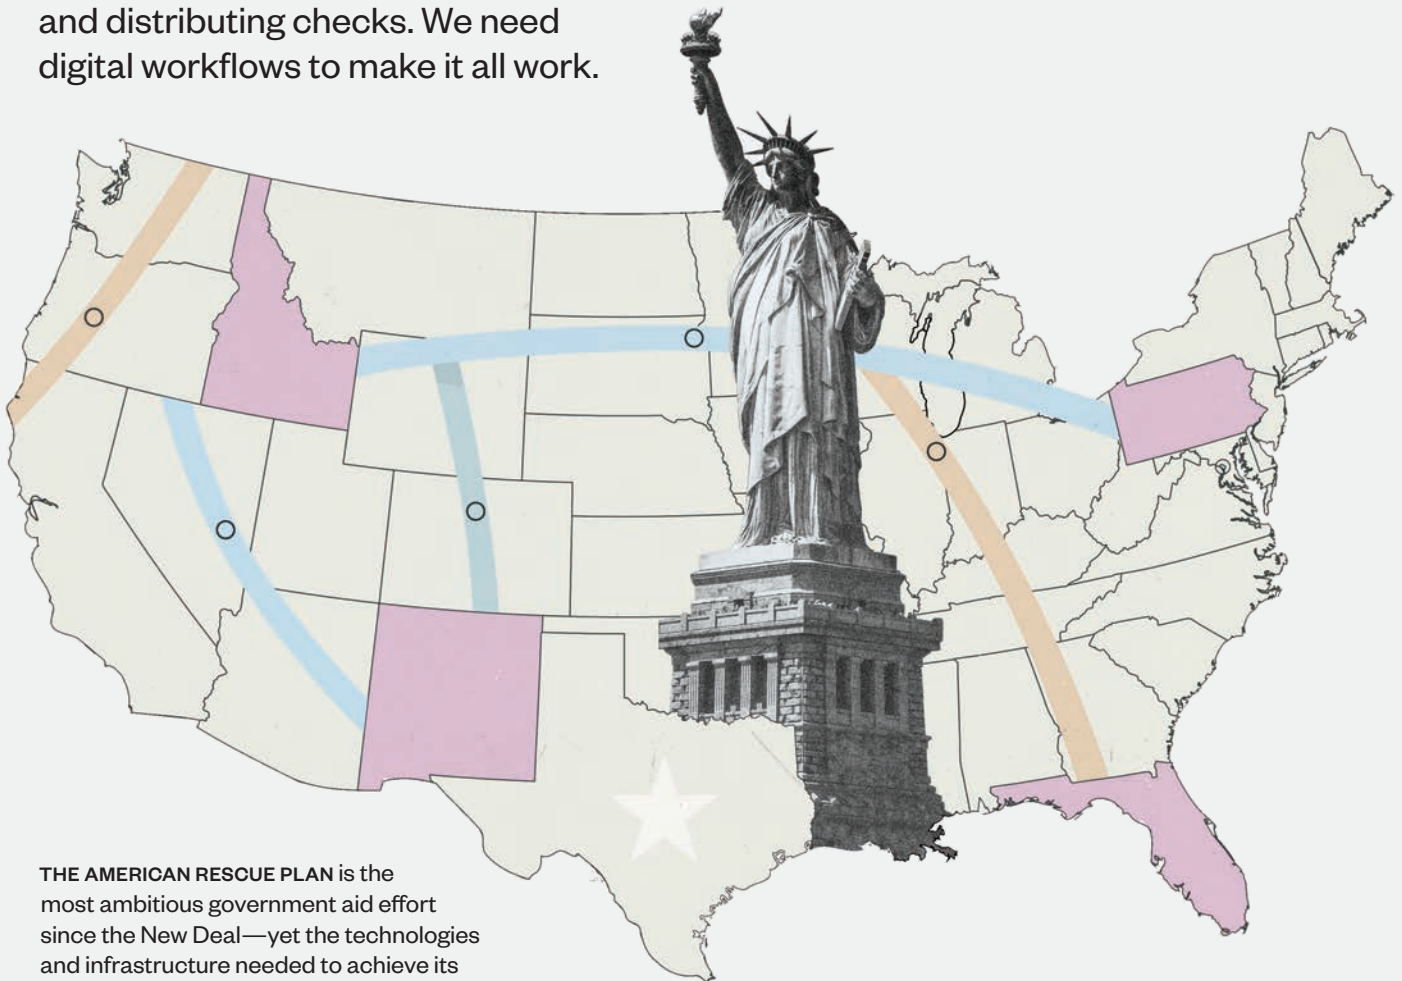 and distributing checks. We need
digital workflows to make it all work.
THE AMERICAN RESCUE PLAN is the
most ambitious government aid effort
since the New Deal—yet the technologies
and infrastructure needed to achieve its